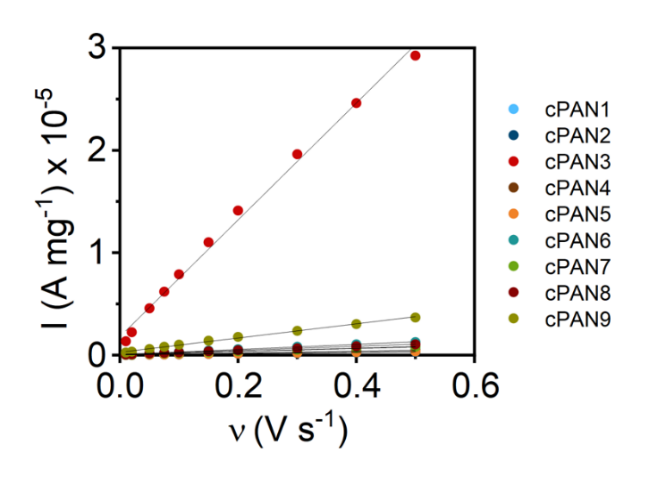 I (A mg⁻¹) x 10⁻⁵
3
2
1
0
0.0 0.2 0.4 0.6
ν (V s⁻¹)
cPAN1
cPAN2
cPAN3
cPAN4
cPAN5
cPAN6
cPAN7
cPAN8
cPAN9